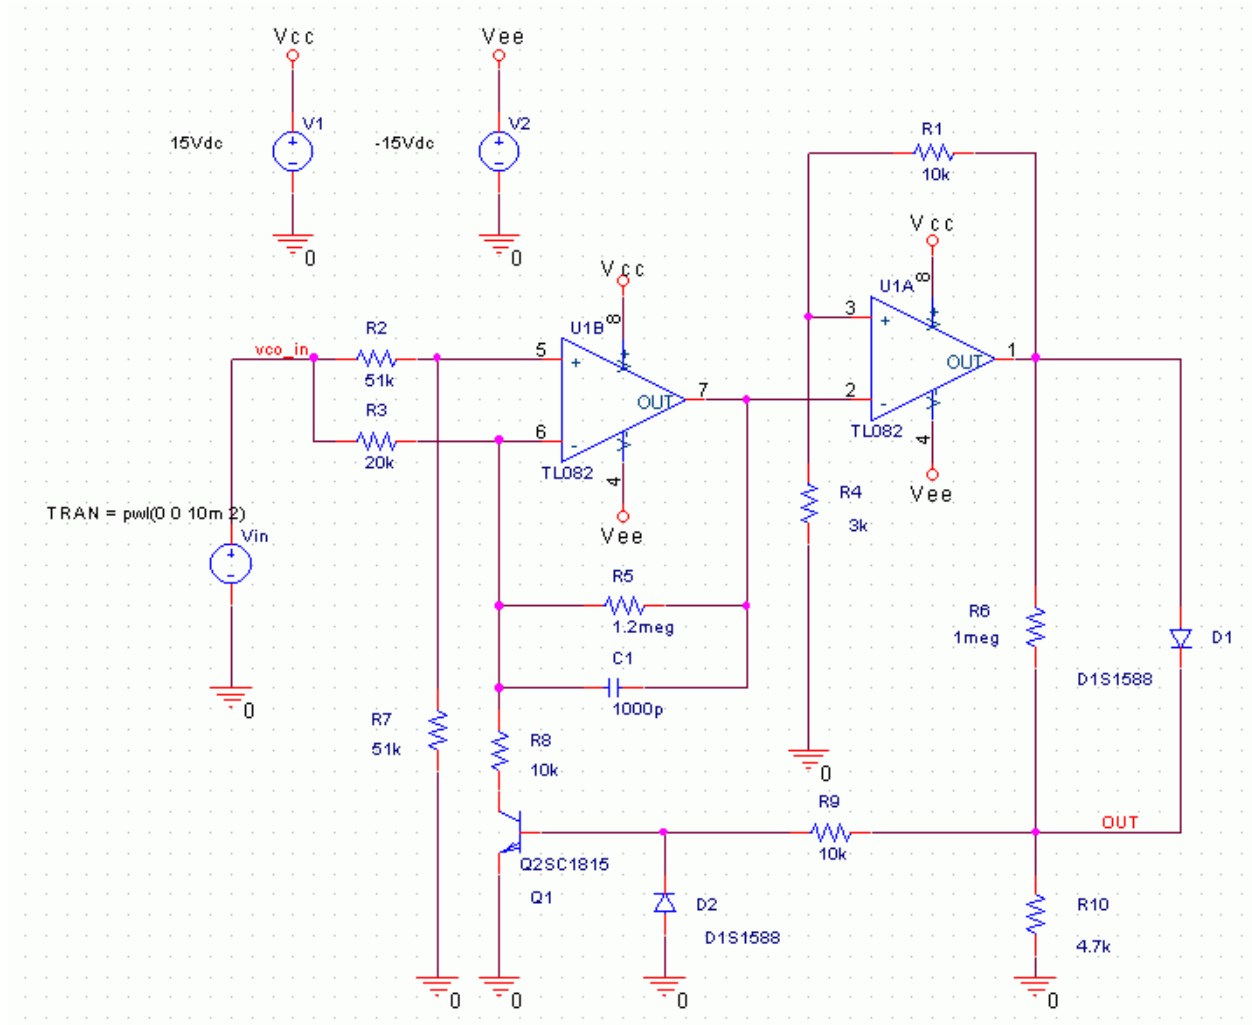 Vcc
Vee
V1
V2
15Vdc
-15Vdc
0
0
R1
10k
Vcc
8
U1A
3
+
OUT
1
2
-
TL082
4
Vee
Vcc
8
U1B
vco_in
R2
51k
5
+
OUT
7
R3
20k
6
-
TL082
4
Vee
TRAN = pwl(0 0 10m 2)
Vin
0
R4
3k
0
R5
1.2meg
C1
1000p
R6
1meg
D1
D1S1588
R7
51k
0
R8
10k
Q2SC1815
Q1
0
R9
10k
OUT
D2
D1S1588
0
R10
4.7k
0